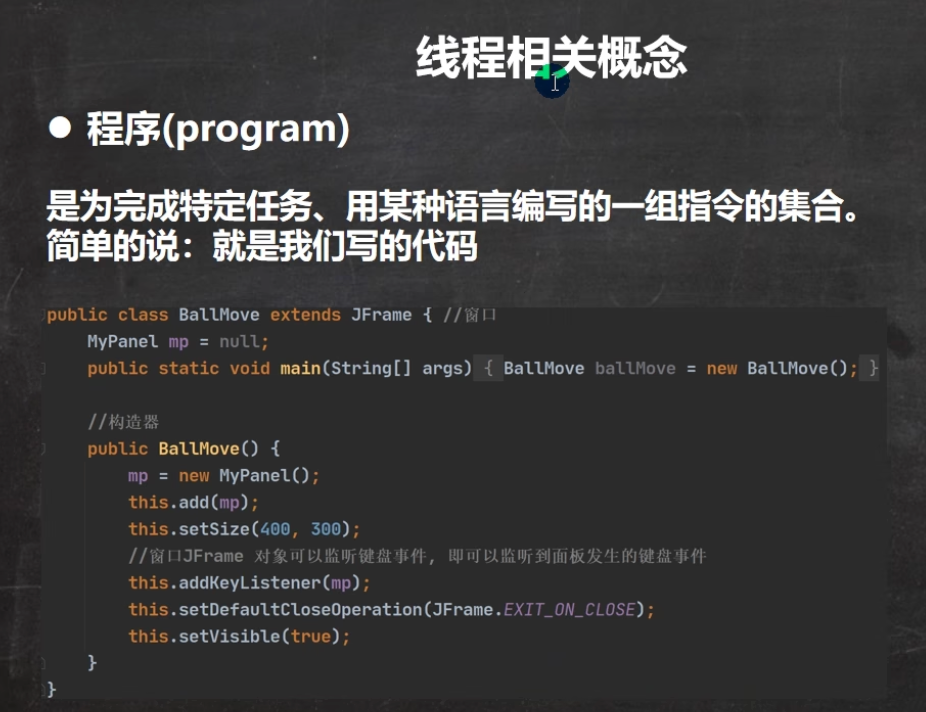 线程相关概念
● 程序(program)
是为完成特定任务、用某种语言编写的一组指令的集合。
简单的说：就是我们写的代码
public class BallMove extends JFrame { //窗口
    MyPanel mp = null;
    public static void main(String[] args) { BallMove ballMove = new BallMove(); }
    //构造器
    public BallMove() {
        mp = new MyPanel();
        this.add(mp);
        this.setSize(400, 300);
        //窗口JFrame 对象可以监听键盘事件, 即可以监听到面板发生的键盘事件
        this.addKeyListener(mp);
        this.setDefaultCloseOperation(JFrame.EXIT_ON_CLOSE);
        this.setVisible(true);
    }
}